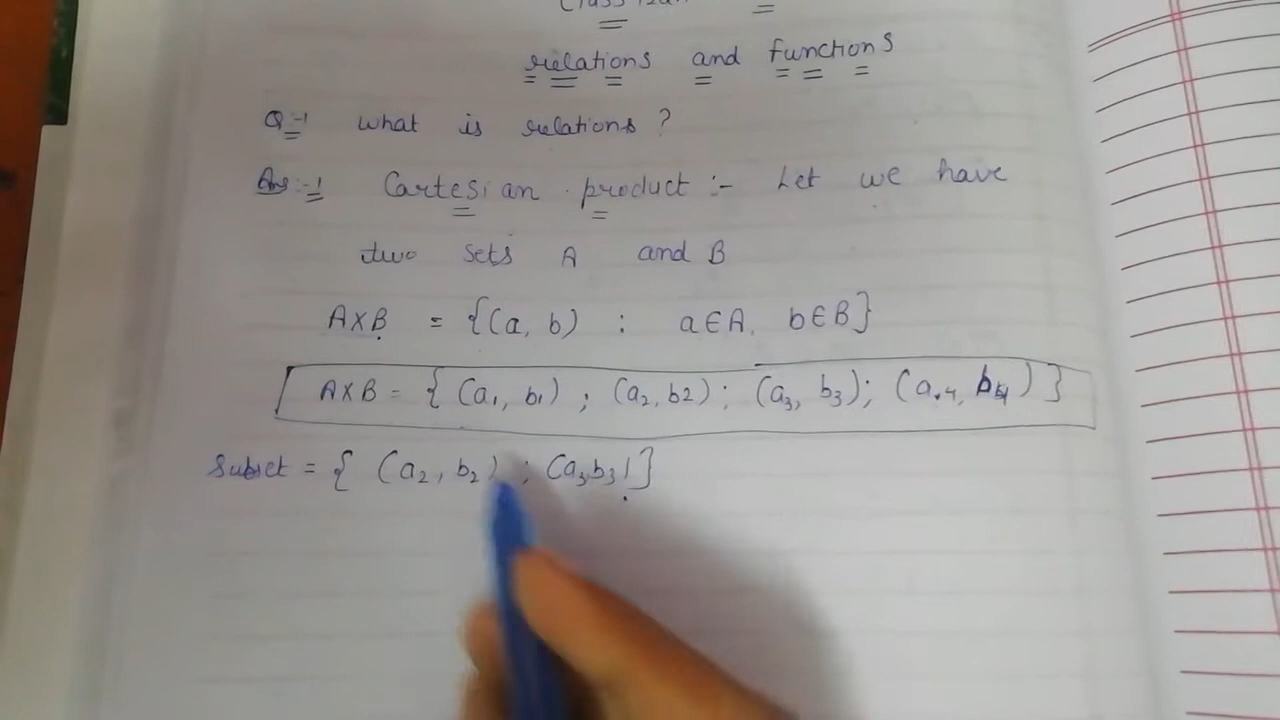 relations and functions
Q-1 what is relations ?
Ans:-1 Cartesian product :- Let we have
two sets A and B
A×B = {(a, b) : a∈A, b∈B}
A×B = { (a1, b1) ; (a2, b2) ; (a3, b3); (a.4, b4) }
Subset = { (a2, b2) ; (a3,b3)}